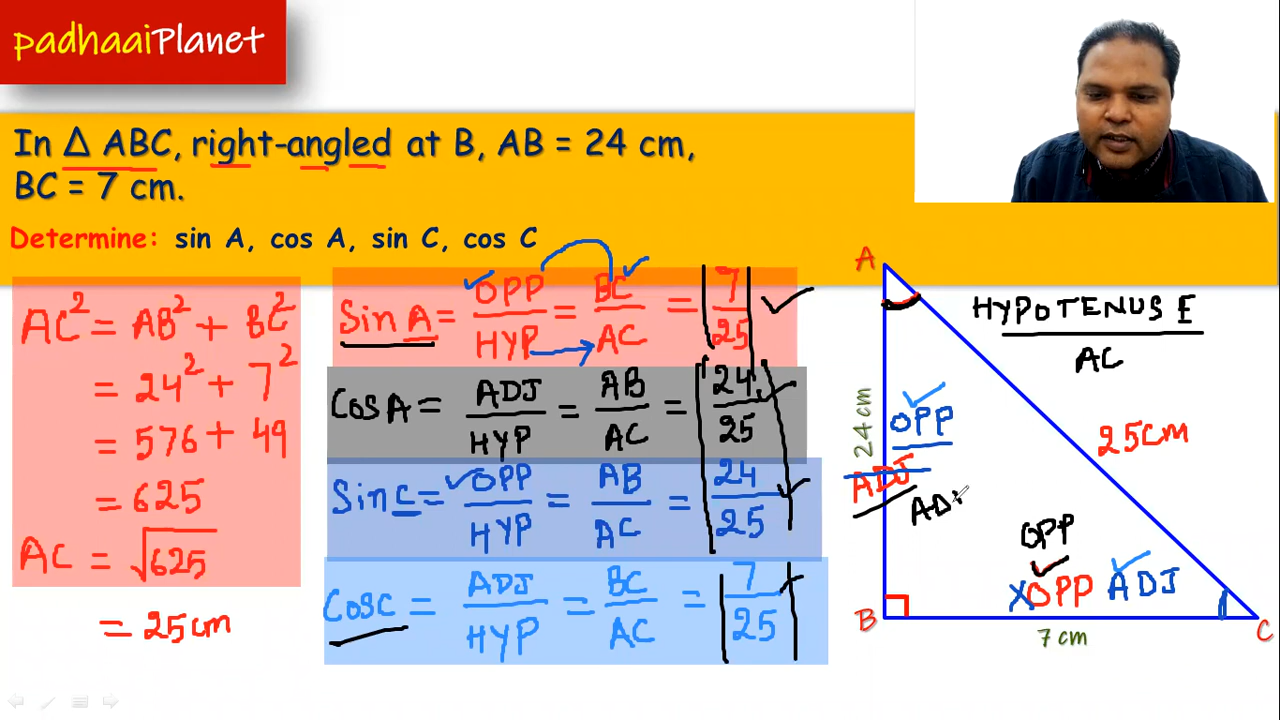 padhaaiPlanet
In Δ ABC, right-angled at B, AB = 24 cm,
BC = 7 cm.
Determine: sin A, cos A, sin C, cos C
AC² = AB² + BC²
= 24² + 7²
= 576 + 49
= 625
AC = √625
= 25cm
Sin A = OPP/HYP = BC/AC = 7/25
COSA = ADJ/HYP = AB/AC = 24/25
Sin C = OPP/HYP = AB/AC = 24/25
COSC = ADJ/HYP = BC/AC = 7/25
A
HYPOTENUSE
AC
24 cm
OPP
25cm
ADJ
ADJ
OPP
OPP ADJ
B
7 cm
C